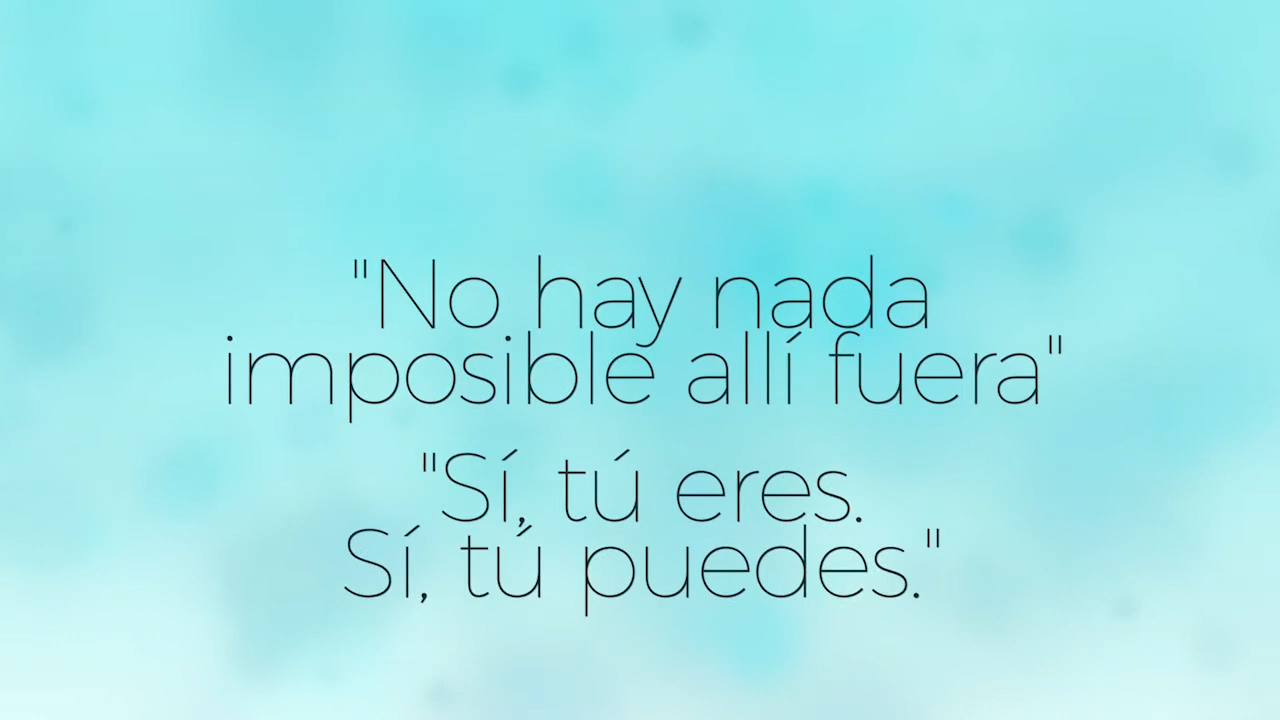 "No hay nada
imposible allí fuera"
"Sí, tú eres.
Sí, tú puedes."